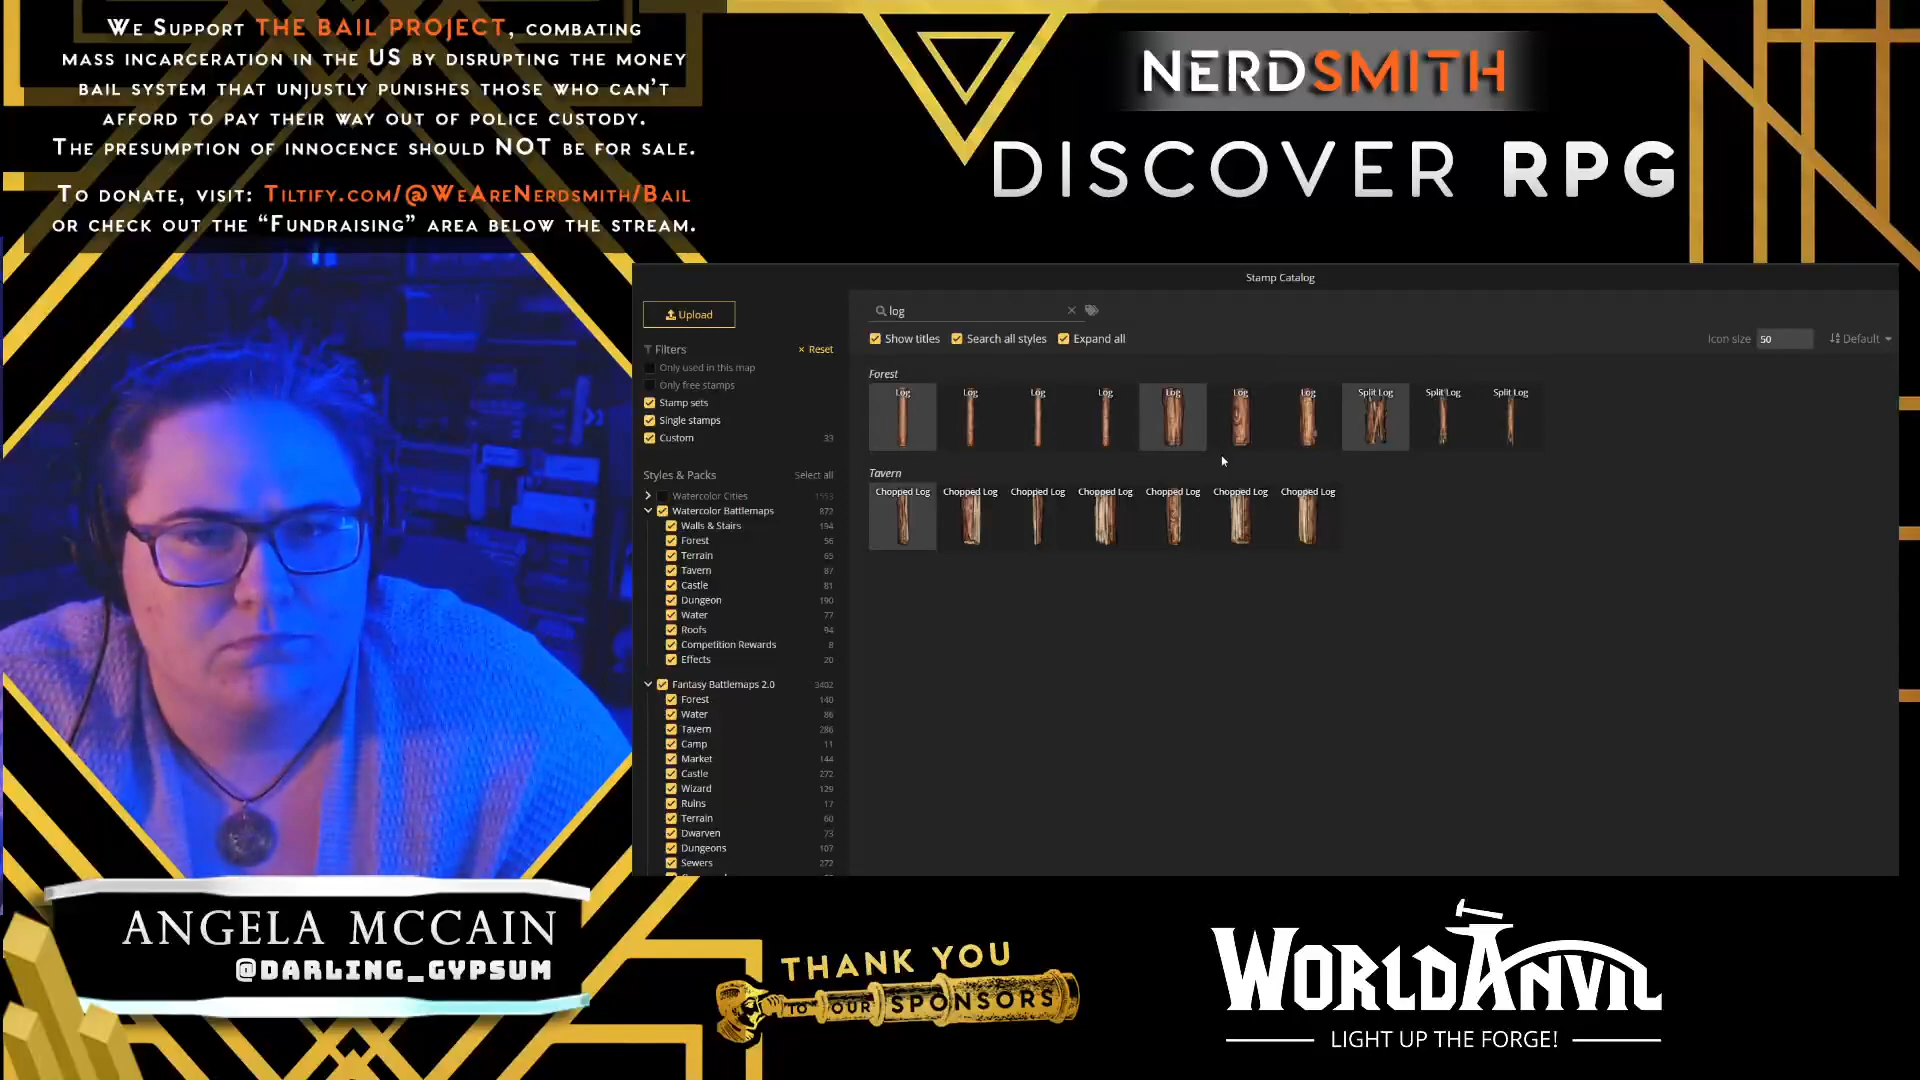 We Support THE BAIL PROJECT, combating
mass incarceration in the US by disrupting the money
bail system that unjustly punishes those who can't
afford to pay their way out of police custody.
The presumption of innocence should NOT be for sale.
To donate, visit: Tiltify.com/@WeAreNerdsmith/Bail
or check out the “Fundraising” area below the stream.
NERDSMITH
DISCOVER RPG
Stamp Catalog
Upload
Filters
× Reset
Only used in this map
Only free stamps
Stamp sets
Single stamps
Custom 33
Styles & Packs Select all
Watercolor Cities 1553
Watercolor Battlemaps 872
Walls & Stairs 194
Forest 56
Terrain 65
Tavern 87
Castle 81
Dungeon 190
Water 77
Roofs 94
Competition Rewards 8
Effects 20
Fantasy Battlemaps 2.0 3402
Forest 140
Water 86
Tavern 286
Camp 11
Market 144
Castle 272
Wizard 129
Ruins 17
Terrain 60
Dwarven 73
Dungeons 107
Sewers 272
log
Show titles Search all styles Expand all
Icon size 50 Default
Forest
Log Log Log Log Log Log Log Split Log Split Log Split Log
Tavern
Chopped Log Chopped Log Chopped Log Chopped Log Chopped Log Chopped Log Chopped Log
ANGELA MCCAIN
@DARLING_GYPSUM
THANK YOU
TO OUR SPONSORS
WORLDANVIL
LIGHT UP THE FORGE!